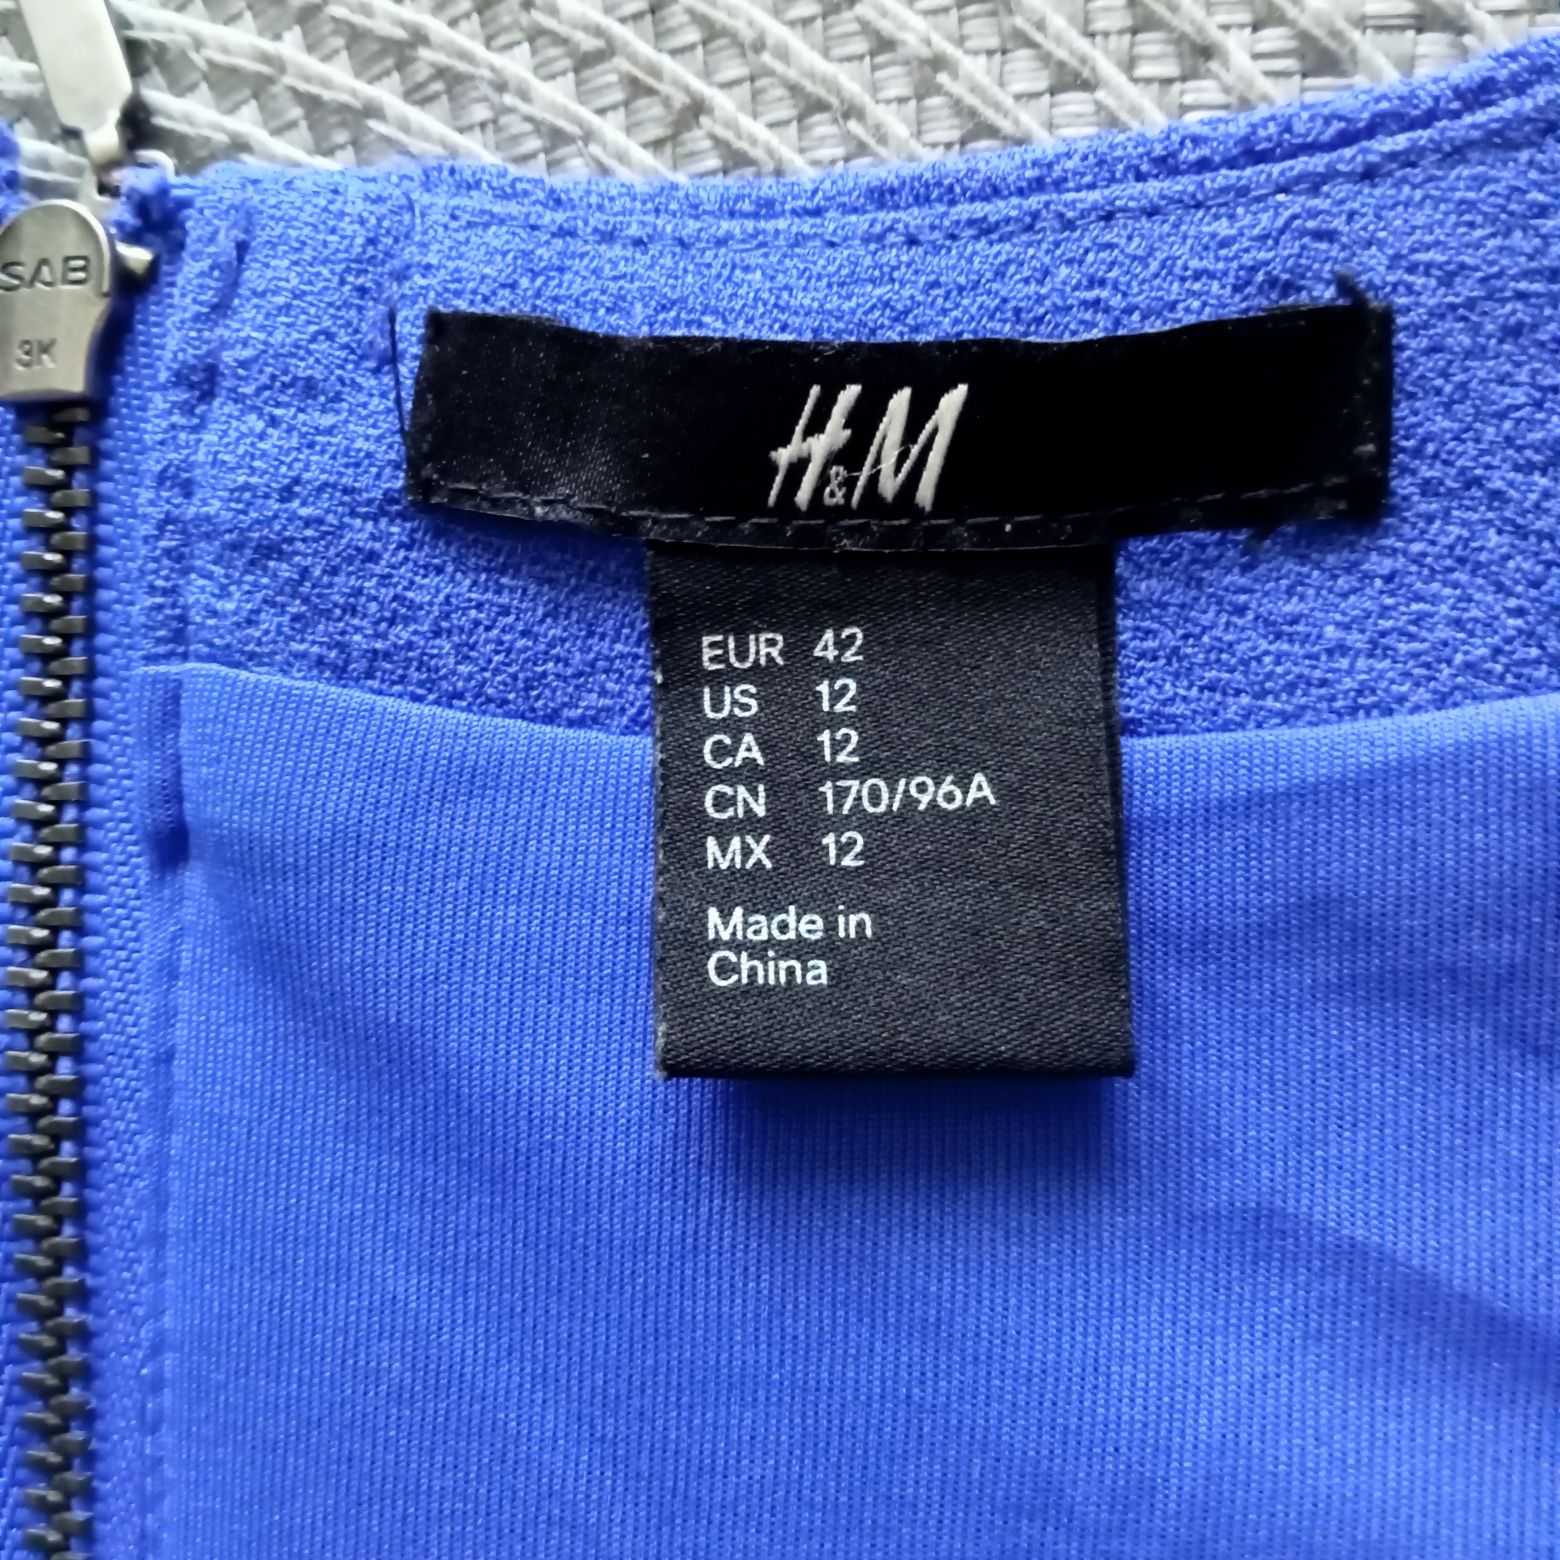 SAB
3K
H&M
EUR 42
US 12
CA 12
CN 170/96A
MX 12
Made in
China